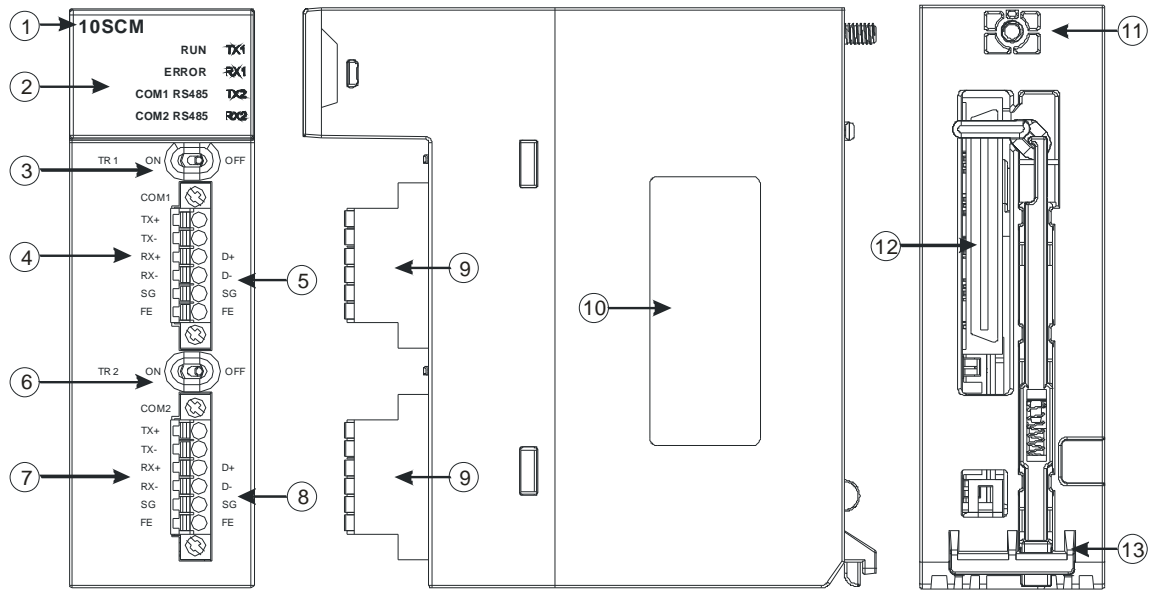 1 10SCM 11
RUN TX1
ERROR RX1
2
COM1 RS485 TX2
COM2 RS485 RX2
TR 1 ON OFF
3
COM1
TX+
TX-
4 RX+ D+ 12
RX- D- 5 9
SG SG
FE FE 10
TR 2 ON OFF
6
COM2
TX+
TX-
RX+ D+
7 9
RX- D- 8
SG SG
FE FE
13